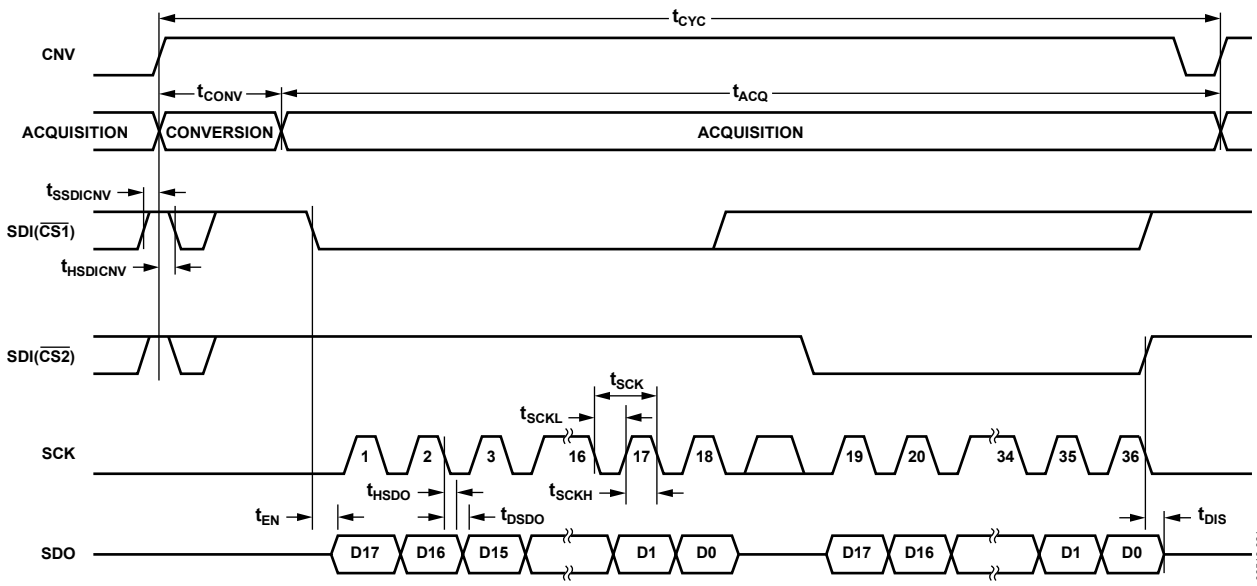 tCYC
CNV
tCONV
tACQ
ACQUISITION CONVERSION ACQUISITION
tSSDICNV
SDI(CS1)
tHSDICNV
SDI(CS2)
tSCK
tSCKL
SCK 1 2 3 16 17 18 19 20 34 35 36
tHSDO
tSCKH
tEN
tDSDO
tDIS
SDO D17 D16 D15 D1 D0 D17 D16 D1 D0